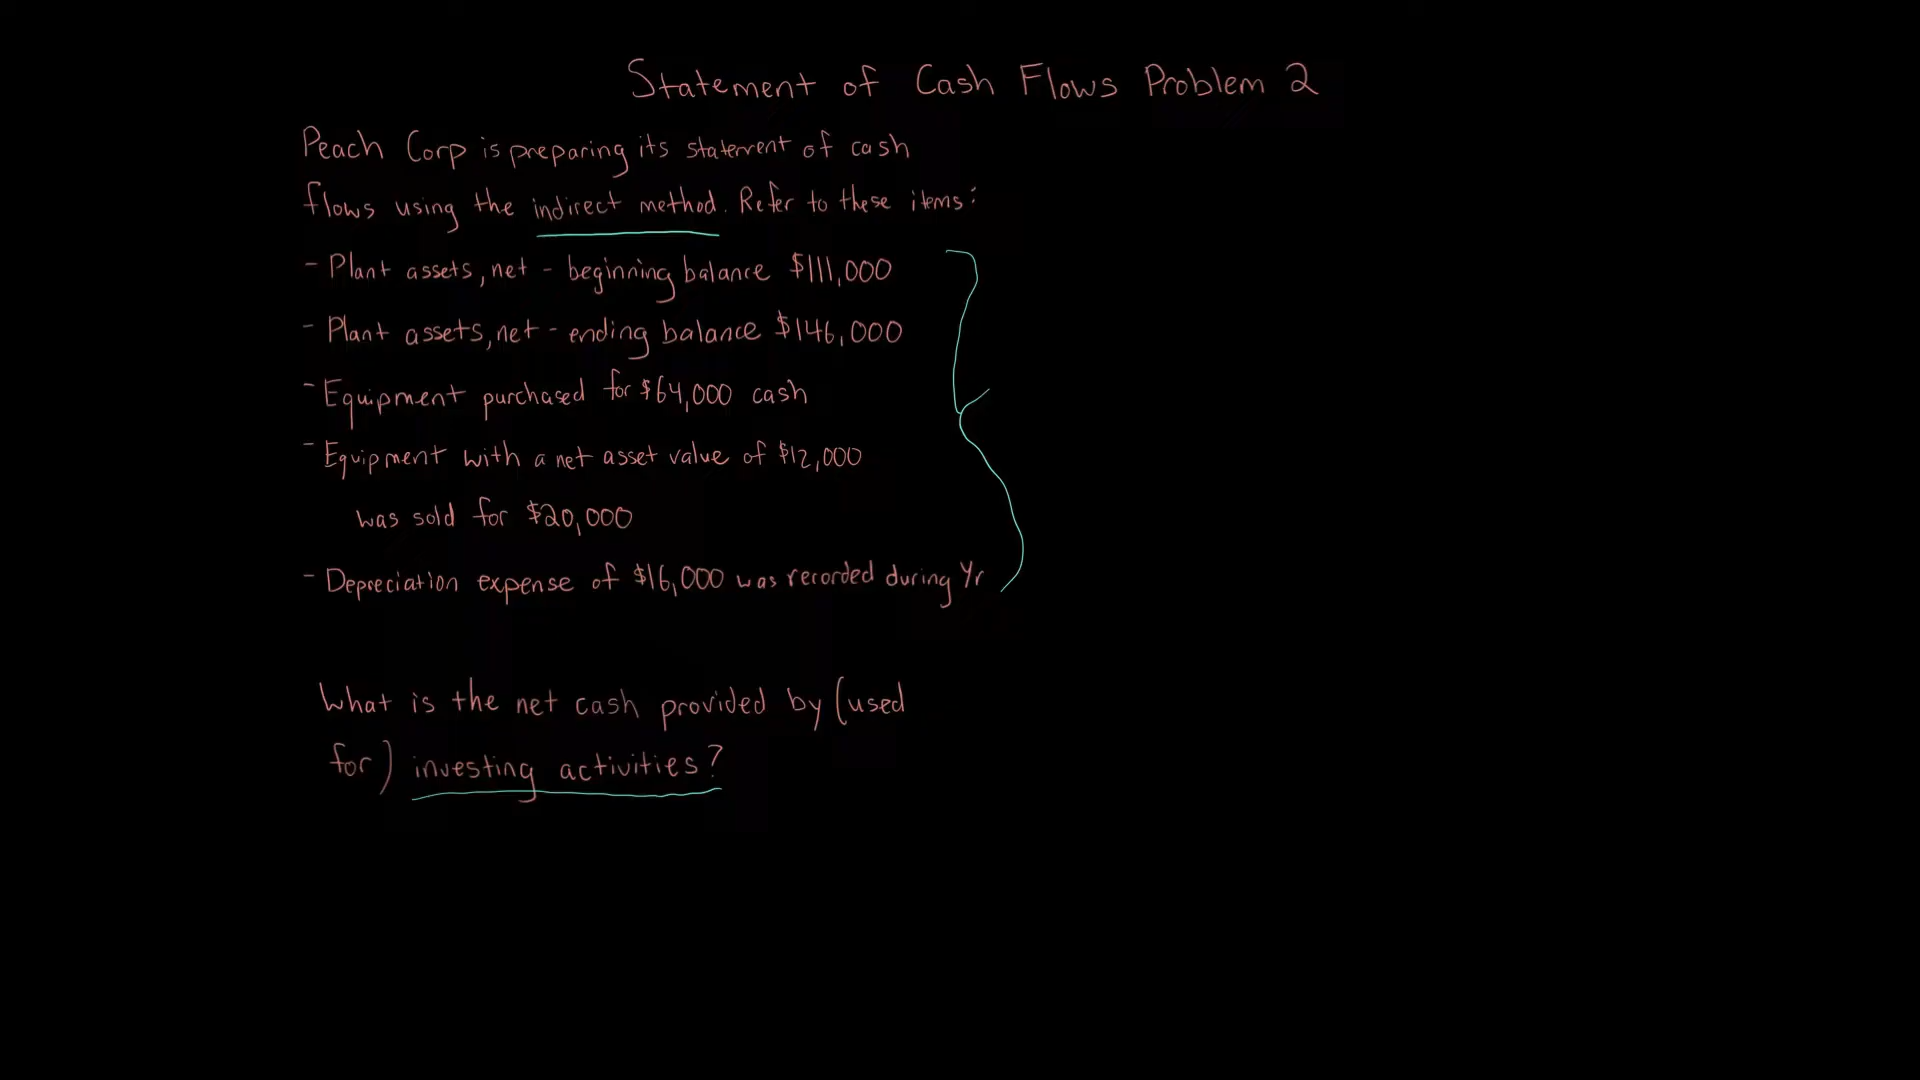 Statement of Cash Flows Problem 2
Peach Corp is preparing its statement of cash
flows using the indirect method. Refer to these items:
- Plant assets, net - beginning balance $111,000
- Plant assets, net - ending balance $146,000
- Equipment purchased for $64,000 cash
- Equipment with a net asset value of $12,000
was sold for $20,000
- Depreciation expense of $16,000 was recorded during Yr
What is the net cash provided by (used
for) investing activities?